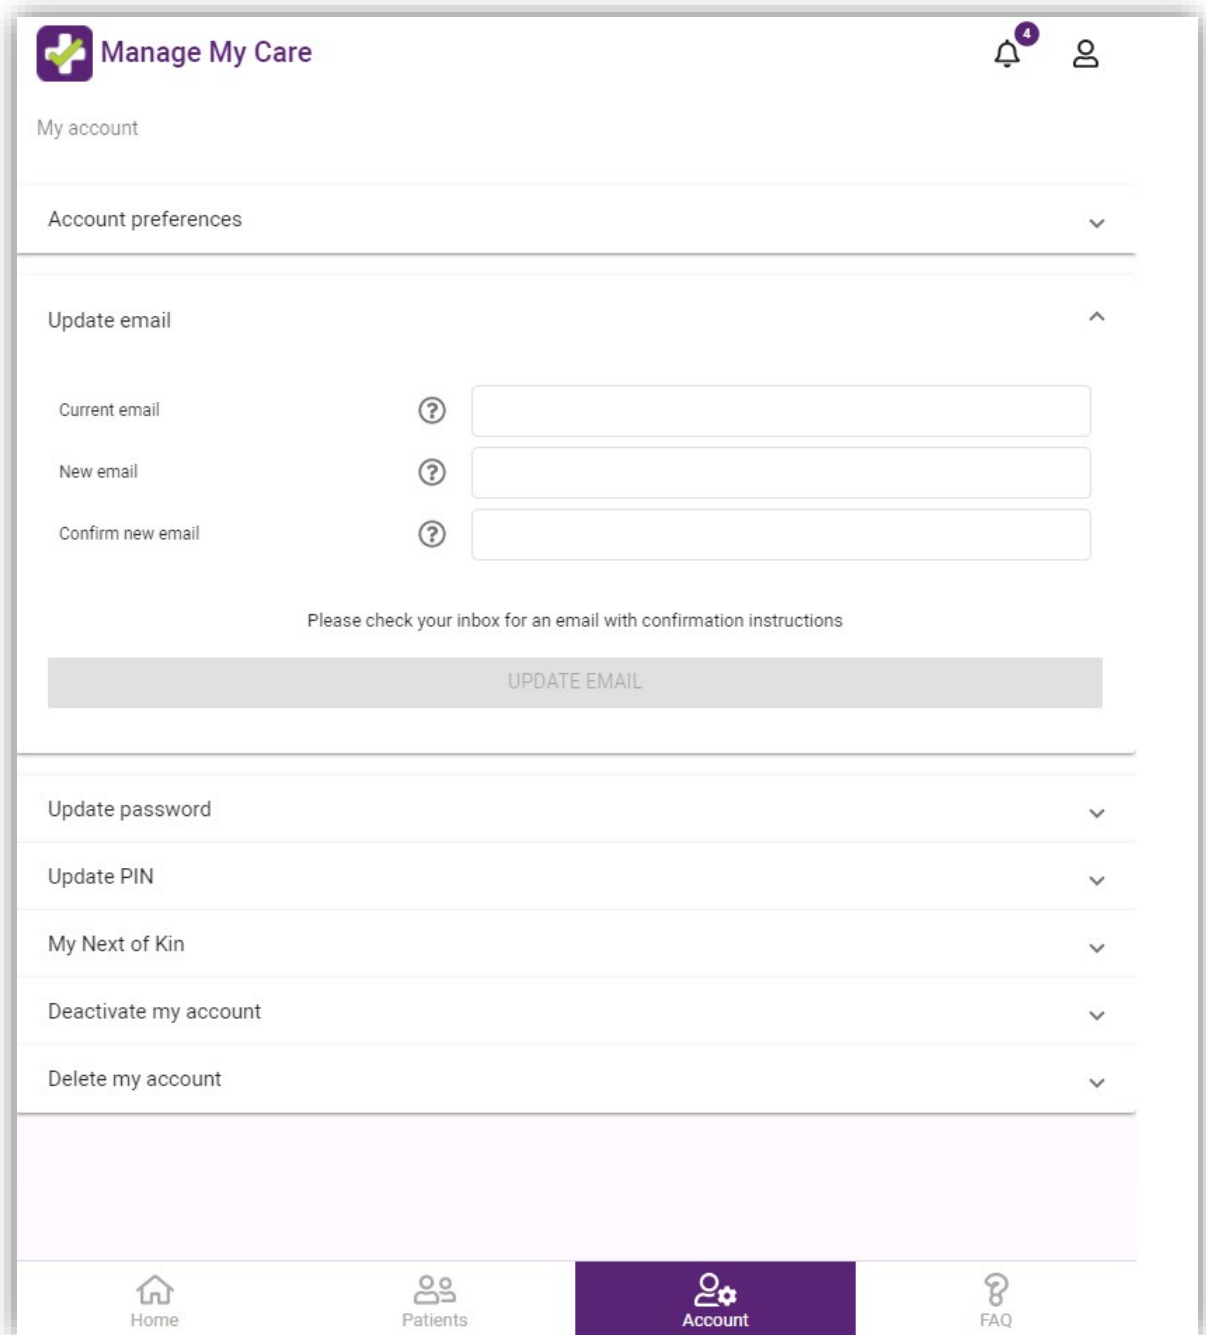 Manage My Care
4
My account
Account preferences
Update email
Current email
New email
Confirm new email
Please check your inbox for an email with confirmation instructions
UPDATE EMAIL
Update password
Update PIN
My Next of Kin
Deactivate my account
Delete my account
Home Patients Account FAQ